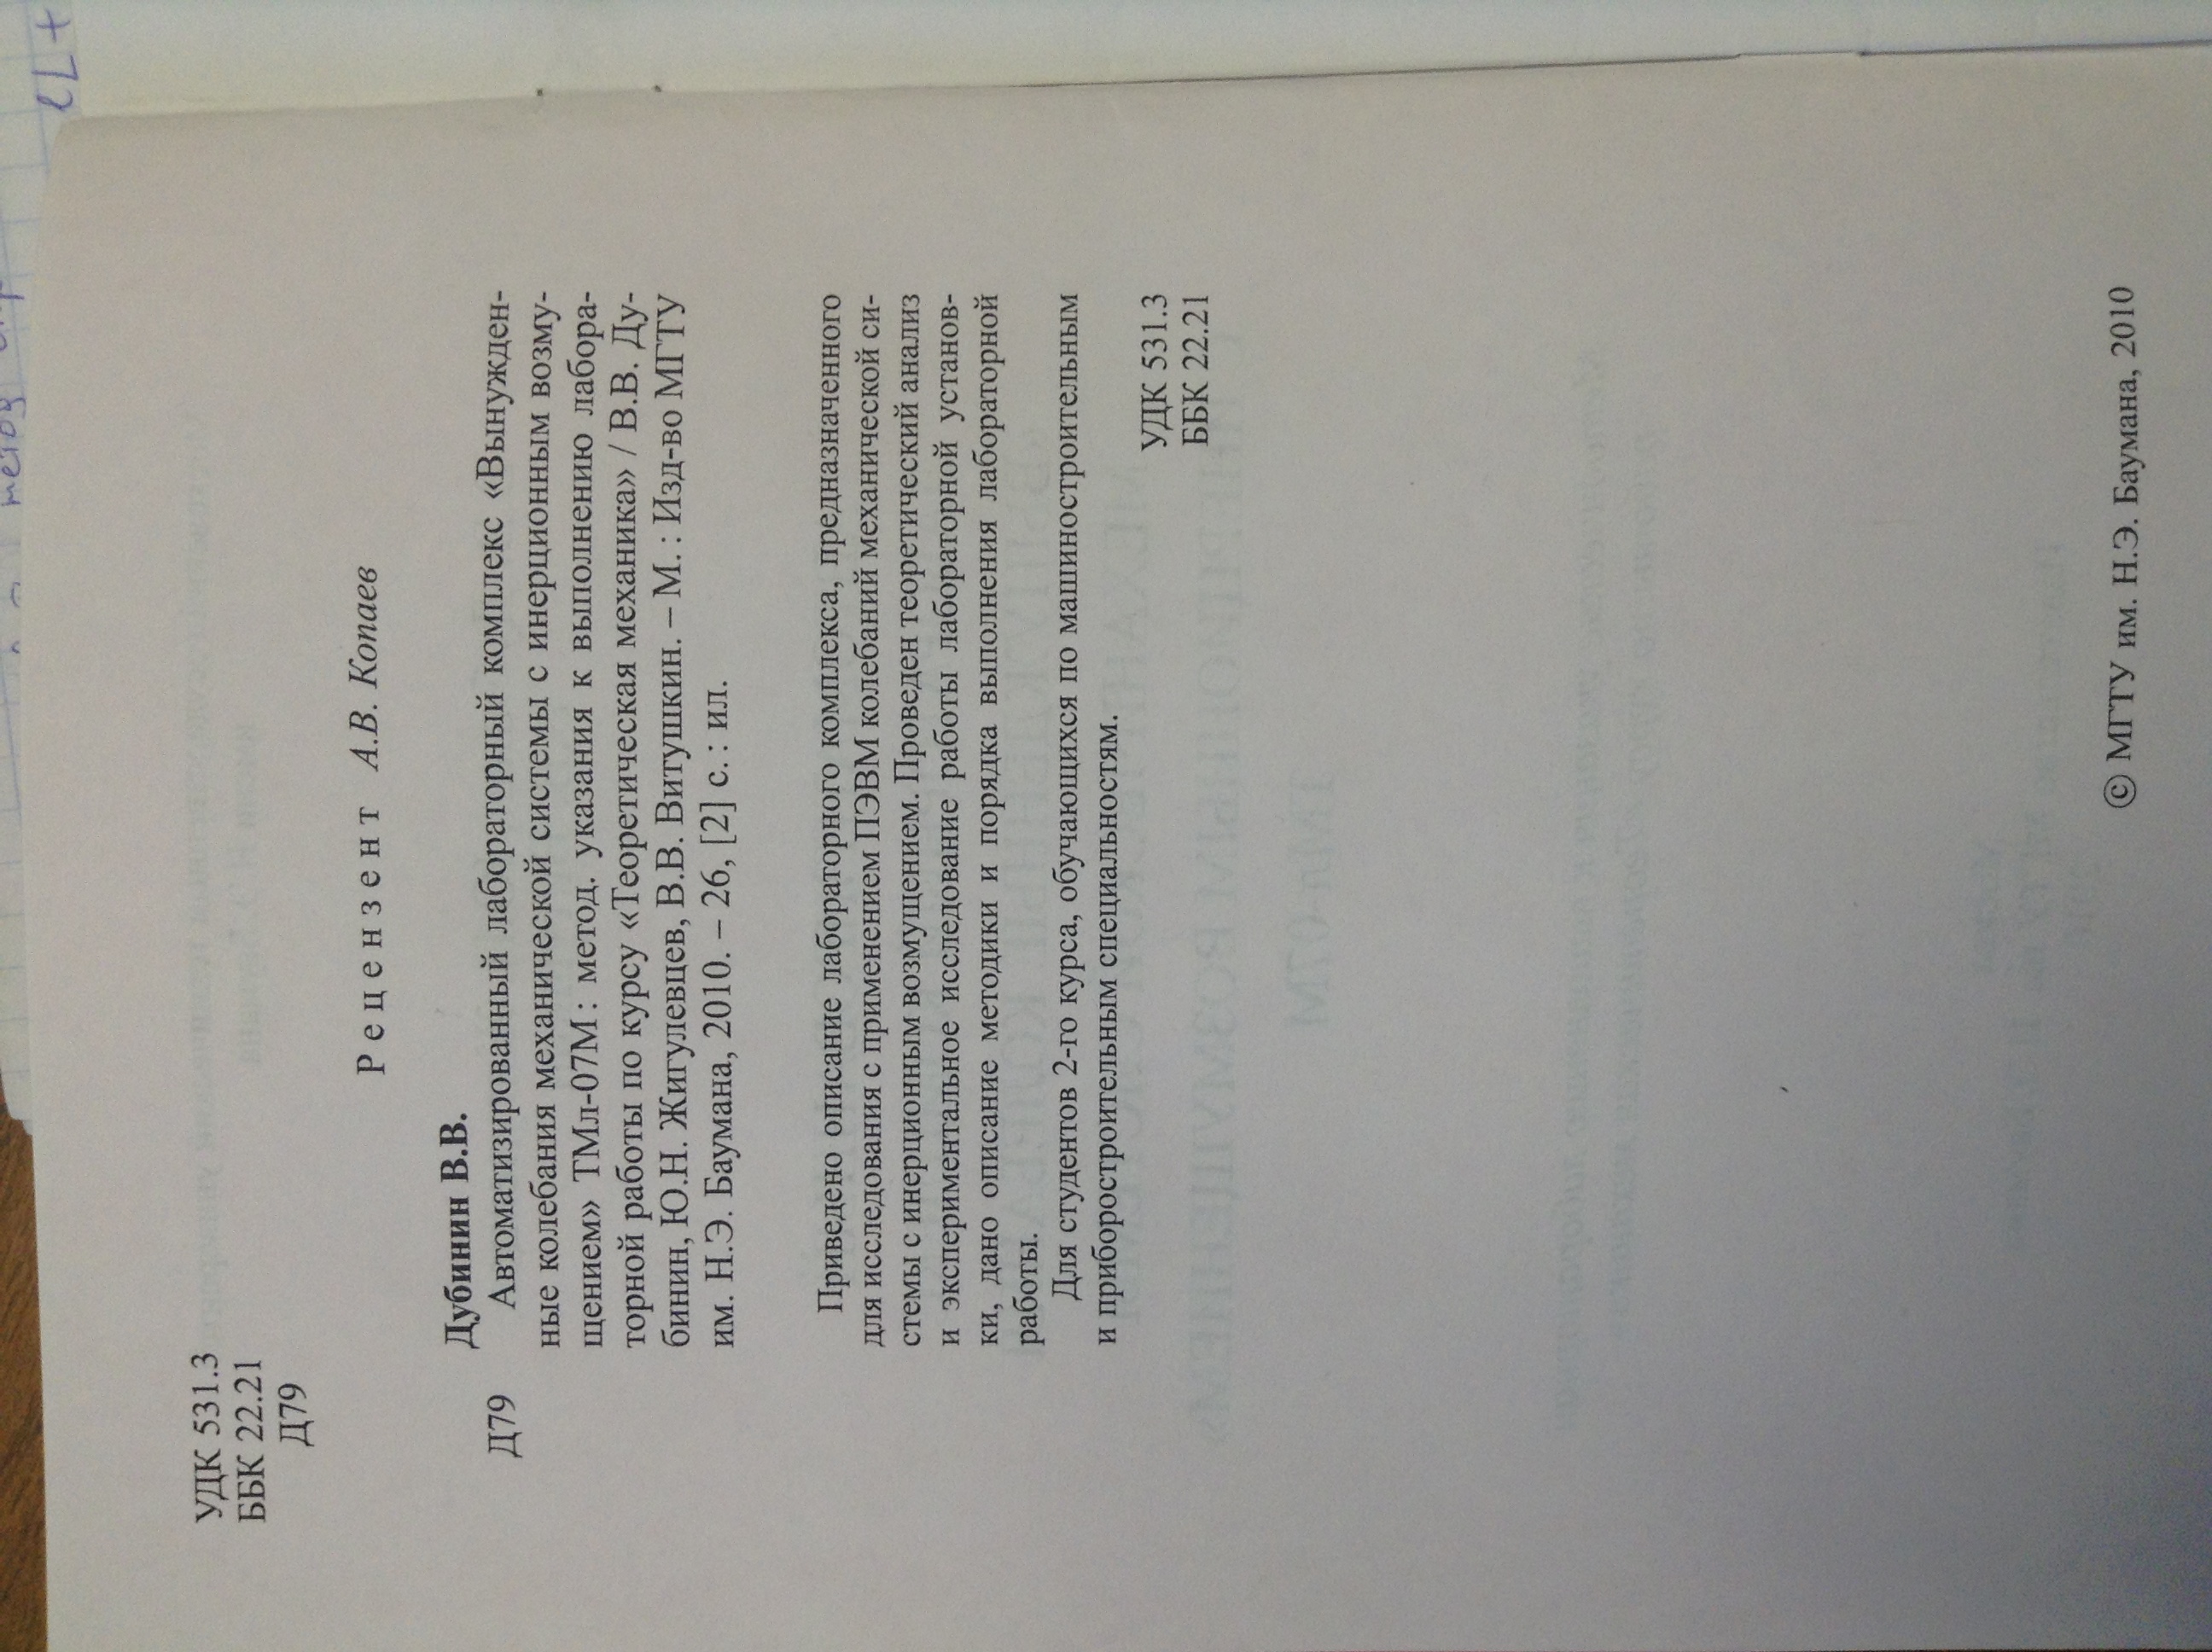 УДК 531.3
ББК 22.21
Д79
Рецензент А.В. Копаев
Дубинин В.В.
Д79 Автоматизированный лабораторный комплекс «Вынужден-
ные колебания механической системы с инерционным возму-
щением» ТМл-07М : метод. указания к выполнению лабора-
торной работы по курсу «Теоретическая механика» / В.В. Ду-
бинин, Ю.Н. Жигулевцев, В.В. Витушкин. – М. : Изд-во МГТУ
им. Н.Э. Баумана, 2010. – 26, [2] с. : ил.
Приведено описание лабораторного комплекса, предназначенного
для исследования с применением ПЭВМ колебаний механической си-
стемы с инерционным возмущением. Проведен теоретический анализ
и экспериментальное исследование работы лабораторной установ-
ки, дано описание методики и порядка выполнения лабораторной
работы.
Для студентов 2-го курса, обучающихся по машиностроительным
и приборостроительным специальностям.
УДК 531.3
ББК 22.21
© МГТУ им. Н.Э. Баумана, 2010